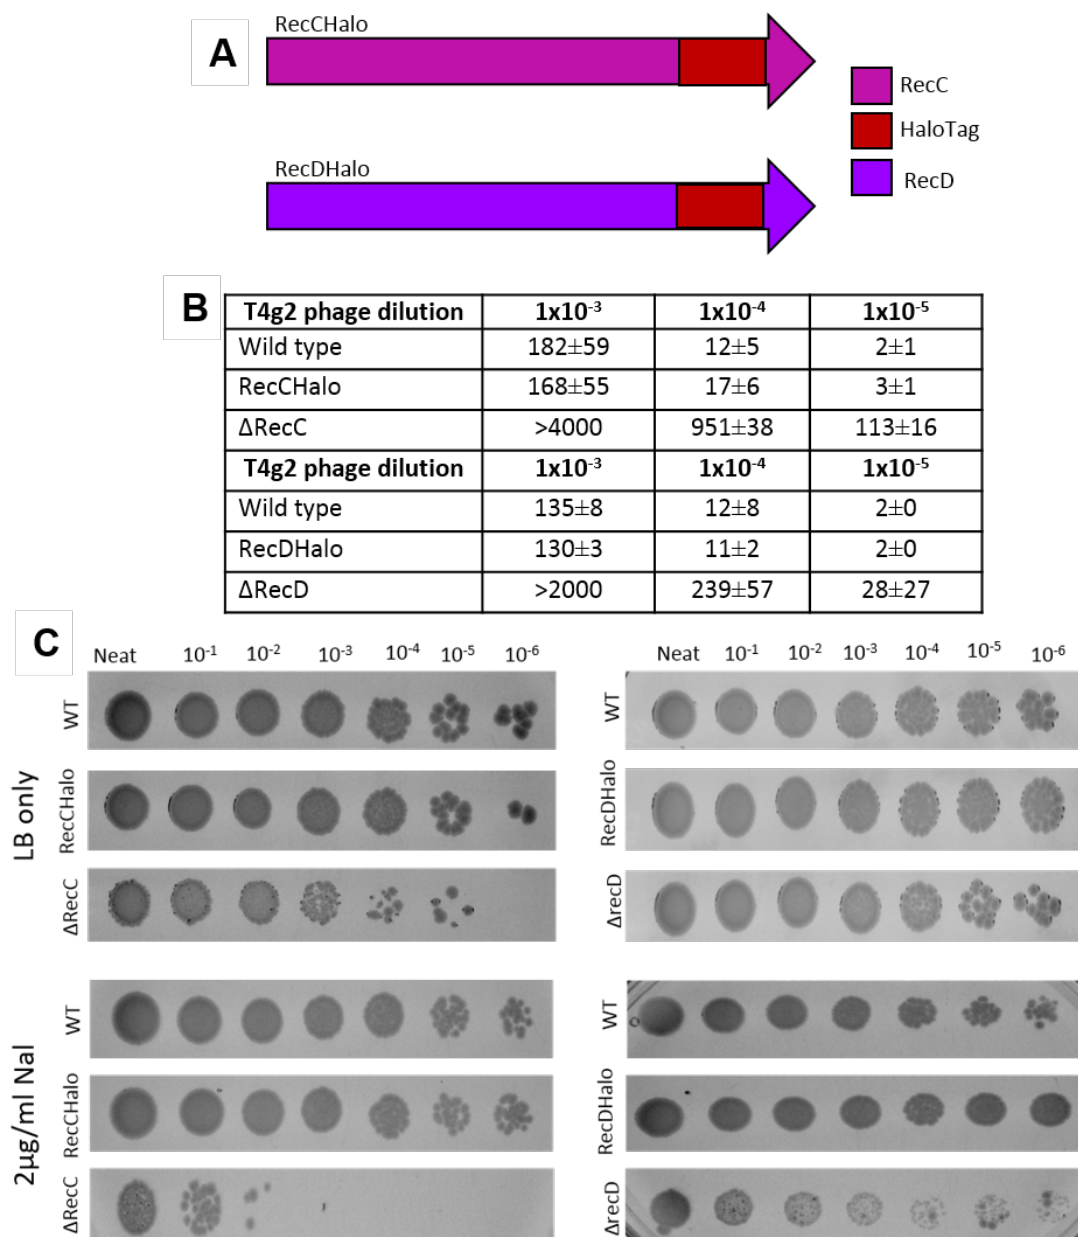 A
RecCHalo
RecDHalo
RecC
HaloTag
RecD
B
T4g2 phage dilution 1x10⁻³ 1x10⁻⁴ 1x10⁻⁵
Wild type 182±59 12±5 2±1
RecCHalo 168±55 17±6 3±1
ΔRecC >4000 951±38 113±16
T4g2 phage dilution 1x10⁻³ 1x10⁻⁴ 1x10⁻⁵
Wild type 135±8 12±8 2±0
RecDHalo 130±3 11±2 2±0
ΔRecD >2000 239±57 28±27
C
Neat 10⁻¹ 10⁻² 10⁻³ 10⁻⁴ 10⁻⁵ 10⁻⁶
Neat 10⁻¹ 10⁻² 10⁻³ 10⁻⁴ 10⁻⁵ 10⁻⁶
LB only
WT
WT
RecCHalo
RecDHalo
ΔRecC
ΔrecD
2µg/ml Nal
WT
WT
RecCHalo
RecDHalo
ΔRecC
ΔrecD